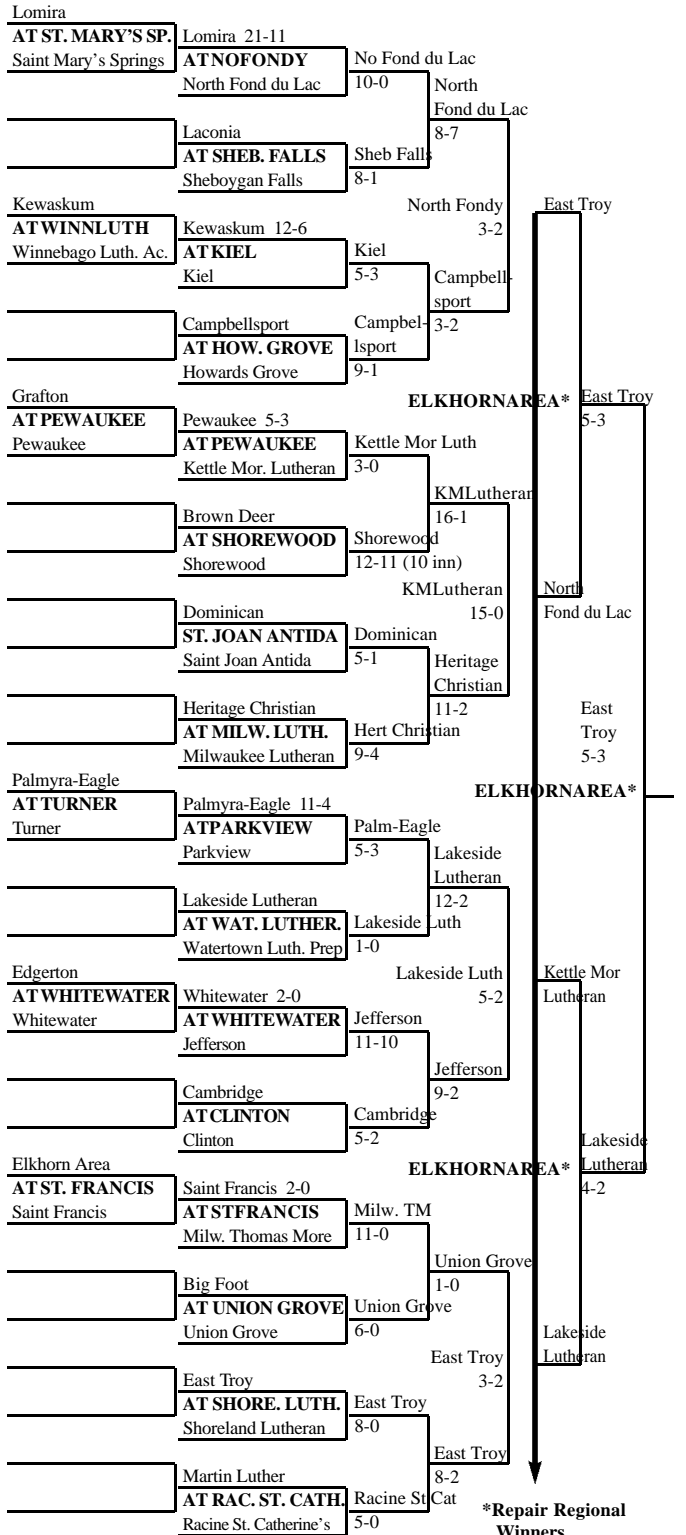 Lomira
AT ST. MARY'S SP.
Saint Mary's Springs
Lomira 21-11
AT NOFONDY
North Fond du Lac
No Fond du Lac
10-0
Laconia
AT SHEB. FALLS
Sheboygan Falls
Sheb Falls
8-1
North
Fond du Lac
8-7
Kewaskum
AT WINNLUTH
Winnebago Luth. Ac.
Kewaskum 12-6
AT KIEL
Kiel
Kiel
5-3
Campbellsport
AT HOW. GROVE
Howards Grove
Campbel-
lsport
9-1
Campbell-
sport
3-2
North Fondy
3-2
Grafton
AT PEWAUKEE
Pewaukee
Pewaukee 5-3
AT PEWAUKEE
Kettle Mor. Lutheran
Kettle Mor Luth
3-0
Brown Deer
AT SHOREWOOD
Shorewood
Shorewood
12-11 (10 inn)
KMLutheran
16-1
Dominican
ST. JOAN ANTIDA
Saint Joan Antida
Dominican
5-1
Heritage Christian
AT MILW. LUTH.
Milwaukee Lutheran
Hert Christian
9-4
Heritage
Christian
11-2
KMLutheran
15-0
Palmyra-Eagle
AT TURNER
Turner
Palmyra-Eagle 11-4
ATPARKVIEW
Parkview
Palm-Eagle
5-3
Lakeside Lutheran
AT WAT. LUTHER.
Watertown Luth. Prep
Lakeside Luth
1-0
Lakeside
Lutheran
12-2
Edgerton
AT WHITEWATER
Whitewater
Whitewater 2-0
AT WHITEWATER
Jefferson
Jefferson
11-10
Cambridge
AT CLINTON
Clinton
Cambridge
5-2
Jefferson
9-2
Lakeside Luth
5-2
Elkhorn Area
AT ST. FRANCIS
Saint Francis
Saint Francis 2-0
AT STFRANCIS
Milw. Thomas More
Milw. TM
11-0
Big Foot
AT UNION GROVE
Union Grove
Union Grove
6-0
Union Grove
1-0
East Troy
AT SHORE. LUTH.
Shoreland Lutheran
East Troy
8-0
Martin Luther
AT RAC. ST. CATH.
Racine St. Catherine's
Racine St Cat
5-0
East Troy
8-2
East Troy
3-2
East Troy
ELKHORNAREA*
North
Fond du Lac
East Troy
5-3
Kettle Mor
Lutheran
ELKHORNAREA*
Lakeside
Lutheran
Lakeside
Lutheran
4-2
ELKHORNAREA*
East
Troy
5-3
*Repair Regional
Winners